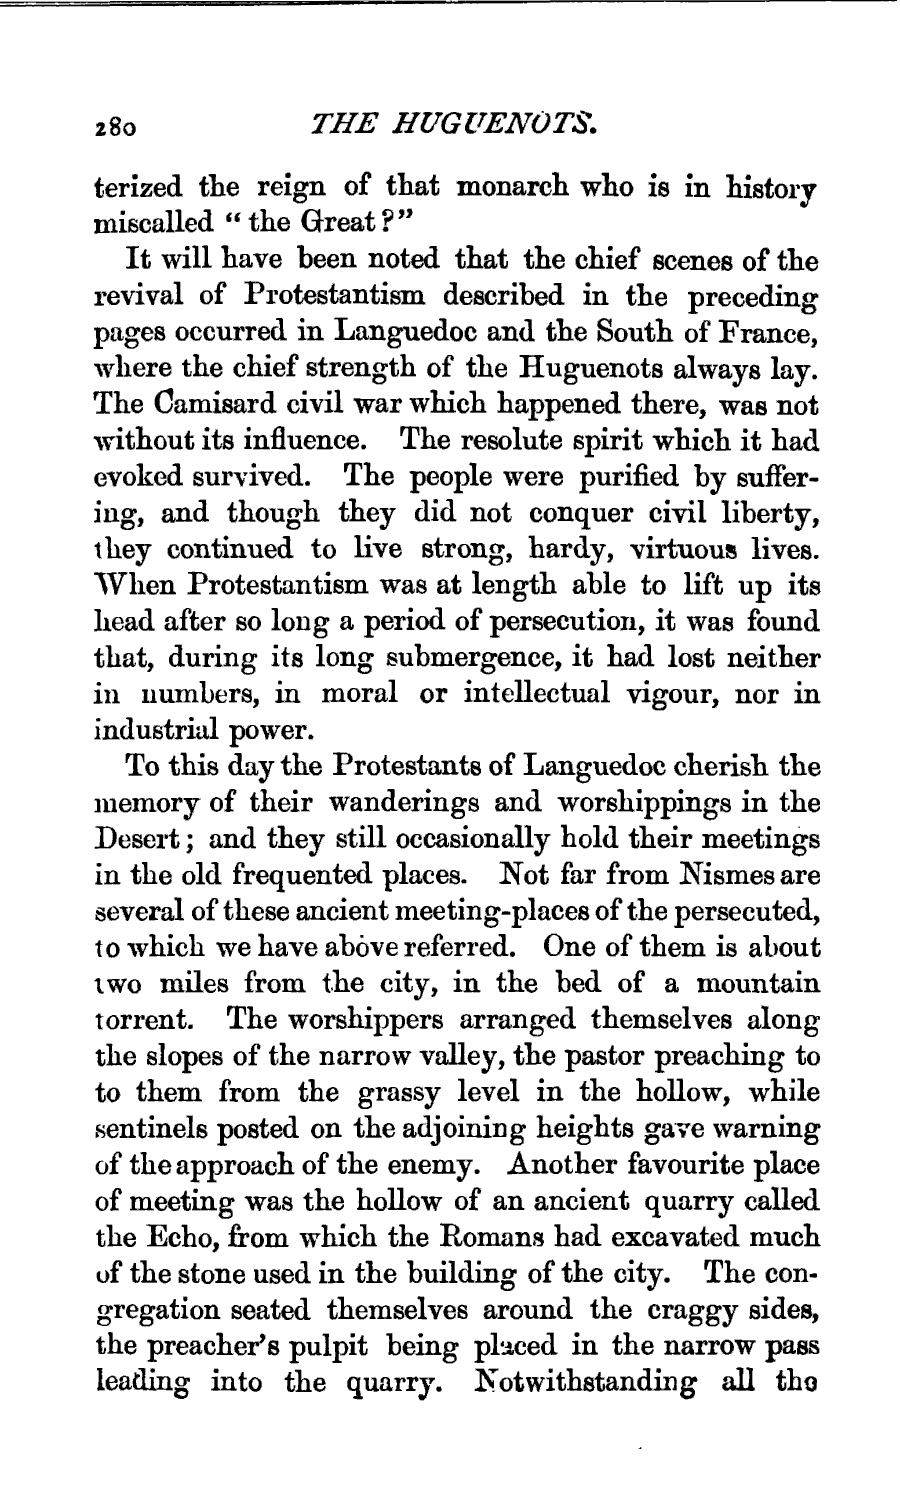 280 THE HUGUENOTS.
terized the reign of that monarch who is in history
miscalled “ the Great ?”
It will have been noted that the chief scenes of the
revival of Protestantism described in the preceding
pages occurred in Languedoc and the South of France,
where the chief strength of the Huguenots always lay.
The Camisard civil war which happened there, was not
without its influence. The resolute spirit which it had
evoked survived. The people were purified by suffer-
ing, and though they did not conquer civil liberty,
they continued to live strong, hardy, virtuous lives.
When Protestantism was at length able to lift up its
head after so long a period of persecution, it was found
that, during its long submergence, it had lost neither
in numbers, in moral or intellectual vigour, nor in
industrial power.
To this day the Protestants of Languedoc cherish the
memory of their wanderings and worshippings in the
Desert ; and they still occasionally hold their meetings
in the old frequented places. Not far from Nismes are
several of these ancient meeting-places of the persecuted,
to which we have above referred. One of them is about
two miles from the city, in the bed of a mountain
torrent. The worshippers arranged themselves along
the slopes of the narrow valley, the pastor preaching to
to them from the grassy level in the hollow, while
sentinels posted on the adjoining heights gave warning
of the approach of the enemy. Another favourite place
of meeting was the hollow of an ancient quarry called
the Echo, from which the Romans had excavated much
of the stone used in the building of the city. The con-
gregation seated themselves around the craggy sides,
the preacher’s pulpit being placed in the narrow pass
leading into the quarry. Notwithstanding all the